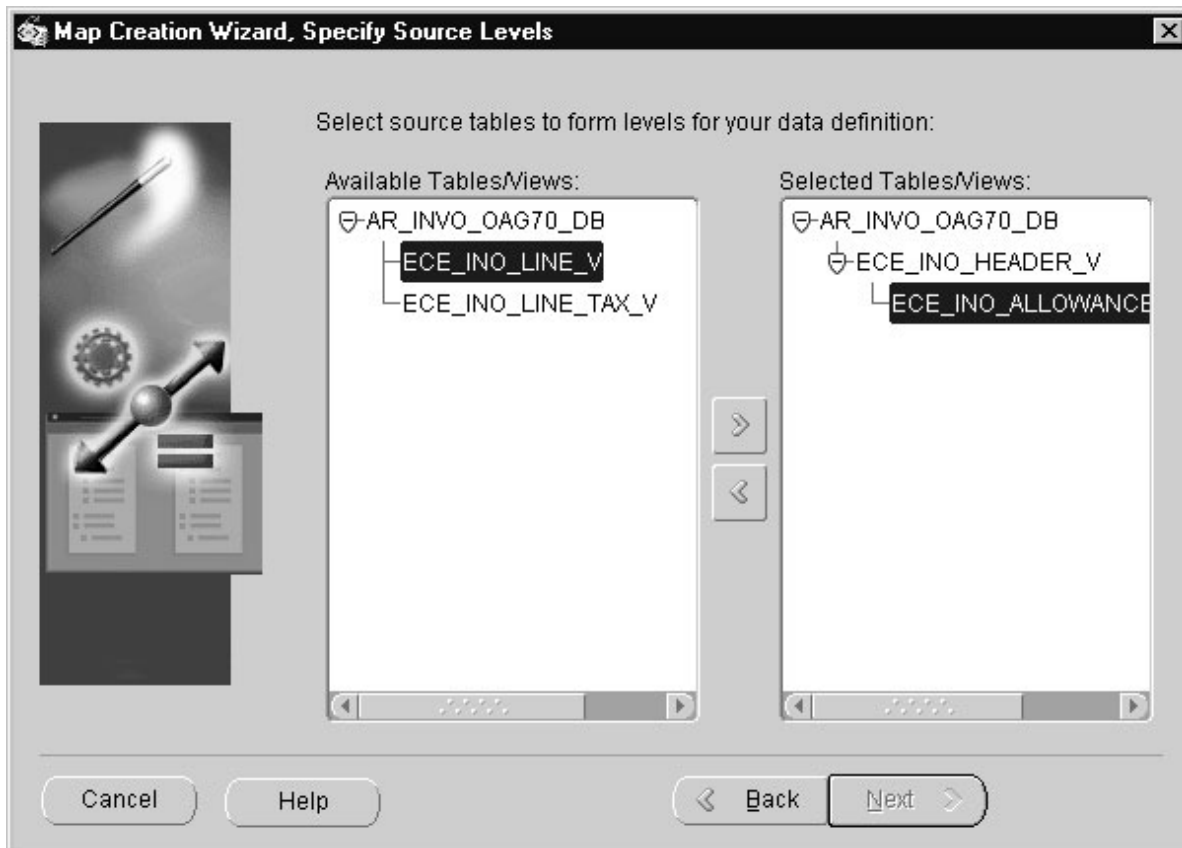 Map Creation Wizard, Specify Source Levels
Select source tables to form levels for your data definition:
Available Tables/Views:
AR_INVO_OAG70_DB
ECE_INO_LINE_V
ECE_INO_LINE_TAX_V
Selected Tables/Views:
AR_INVO_OAG70_DB
ECE_INO_HEADER_V
ECE_INO_ALLOWANCE
Cancel
Help
Back
Next